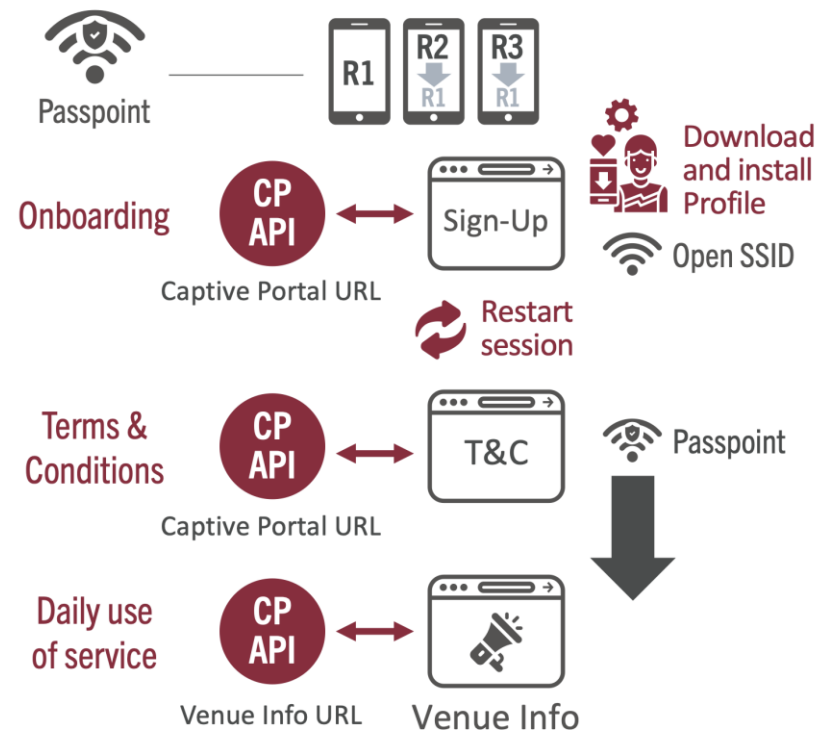 Passpoint
R1
R2
R1
R3
R1
Download
and install
Profile
Onboarding
CP
API
Sign-Up
Open SSID
Captive Portal URL
Restart
session
Terms &
Conditions
CP
API
T&C
Passpoint
Captive Portal URL
Daily use
of service
CP
API
Venue Info URL
Venue Info